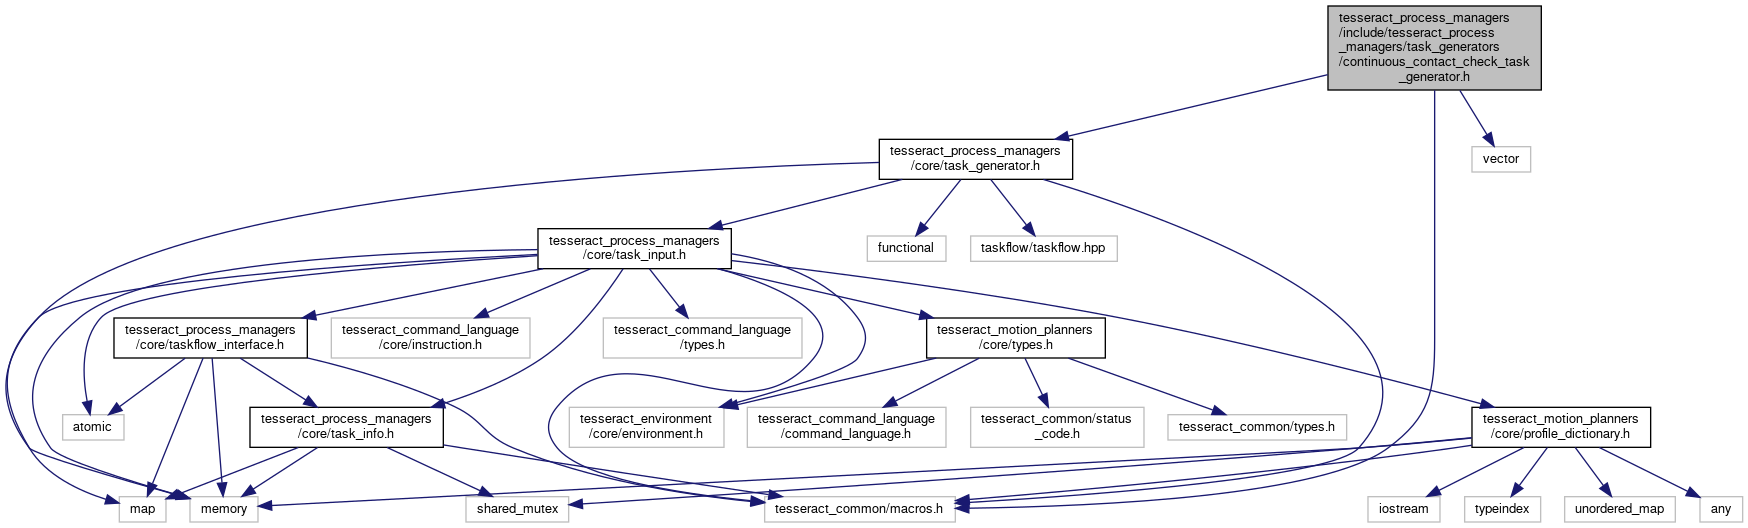 tesseract_process_managers
/include/tesseract_process
_managers/task_generators
/continuous_contact_check_task
_generator.h
tesseract_process_managers
/core/task_generator.h
vector
tesseract_process_managers
/core/task_input.h
functional
taskflow/taskflow.hpp
tesseract_process_managers
/core/taskflow_interface.h
tesseract_command_language
/core/instruction.h
tesseract_command_language
/types.h
tesseract_motion_planners
/core/types.h
atomic
tesseract_process_managers
/core/task_info.h
tesseract_environment
/core/environment.h
tesseract_command_language
/command_language.h
tesseract_common/status
_code.h
tesseract_common/types.h
tesseract_motion_planners
/core/profile_dictionary.h
map
memory
shared_mutex
tesseract_common/macros.h
iostream
typeindex
unordered_map
any